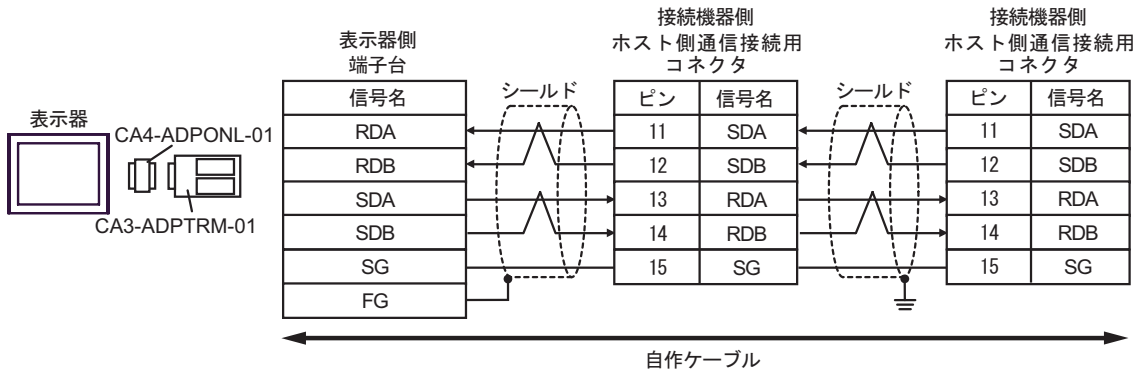 表示器
CA4-ADPONL-01
CA3-ADPTRM-01
表示器側
端子台
信号名
RDA
RDB
SDA
SDB
SG
FG
シールド
接続機器側
ホスト側通信接続用
コネクタ
ピン 信号名
11 SDA
12 SDB
13 RDA
14 RDB
15 SG
シールド
接続機器側
ホスト側通信接続用
コネクタ
ピン 信号名
11 SDA
12 SDB
13 RDA
14 RDB
15 SG
自作ケーブル